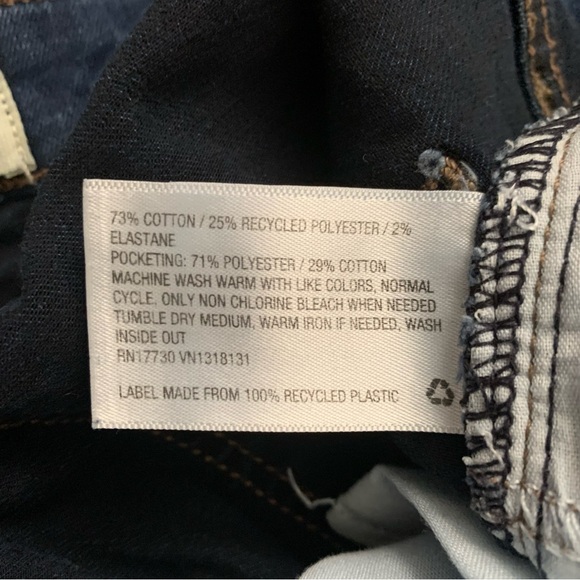 73% COTTON / 25% RECYCLED POLYESTER / 2%
ELASTANE
POCKETING: 71% POLYESTER / 29% COTTON
MACHINE WASH WARM WITH LIKE COLORS, NORMAL
CYCLE, ONLY NON CHLORINE BLEACH WHEN NEEDED
TUMBLE DRY MEDIUM, WARM IRON IF NEEDED, WASH
INSIDE OUT
RN17730 VN1318131
LABEL MADE FROM 100% RECYCLED PLASTIC